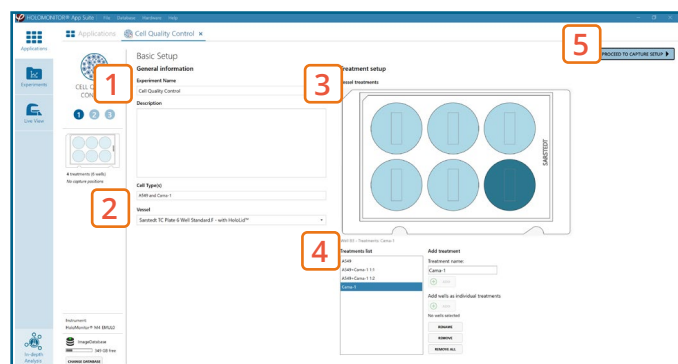 HOLOMONITOR® App Suite File Database Hardware Help
Applications
Cell Quality Control ×
Applications
Experiments
Live View
CELL
CON
1 2 3
4 treatments (6 wells)
No capture positions
Instrument:
HoloMonitor® M4
ImageDatabase
free
CHANGE DATABASE
In-depth
Analysis
Basic Setup
General information
1
Experiment Name
Cell Quality Control
Description
Cell Type(s)
A549 and Cama-1
2
Vessel
Sarstedt TC Plate 6 Well Standard F - with HoloLid™
3
Treatment setup
Vessel treatments
SARSTEDT
Treatments: Cama-1
4
Treatments list
A549
A549+Cama-1 1:1
A549+Cama-1 1:2
Cama-1
Add treatment
Treatment name:
Cama-1
ADD
Add wells as individual treatments
ADD
No wells selected
RENAME
REMOVE
REMOVE ALL
5
PROCEED TO CAPTURE SETUP